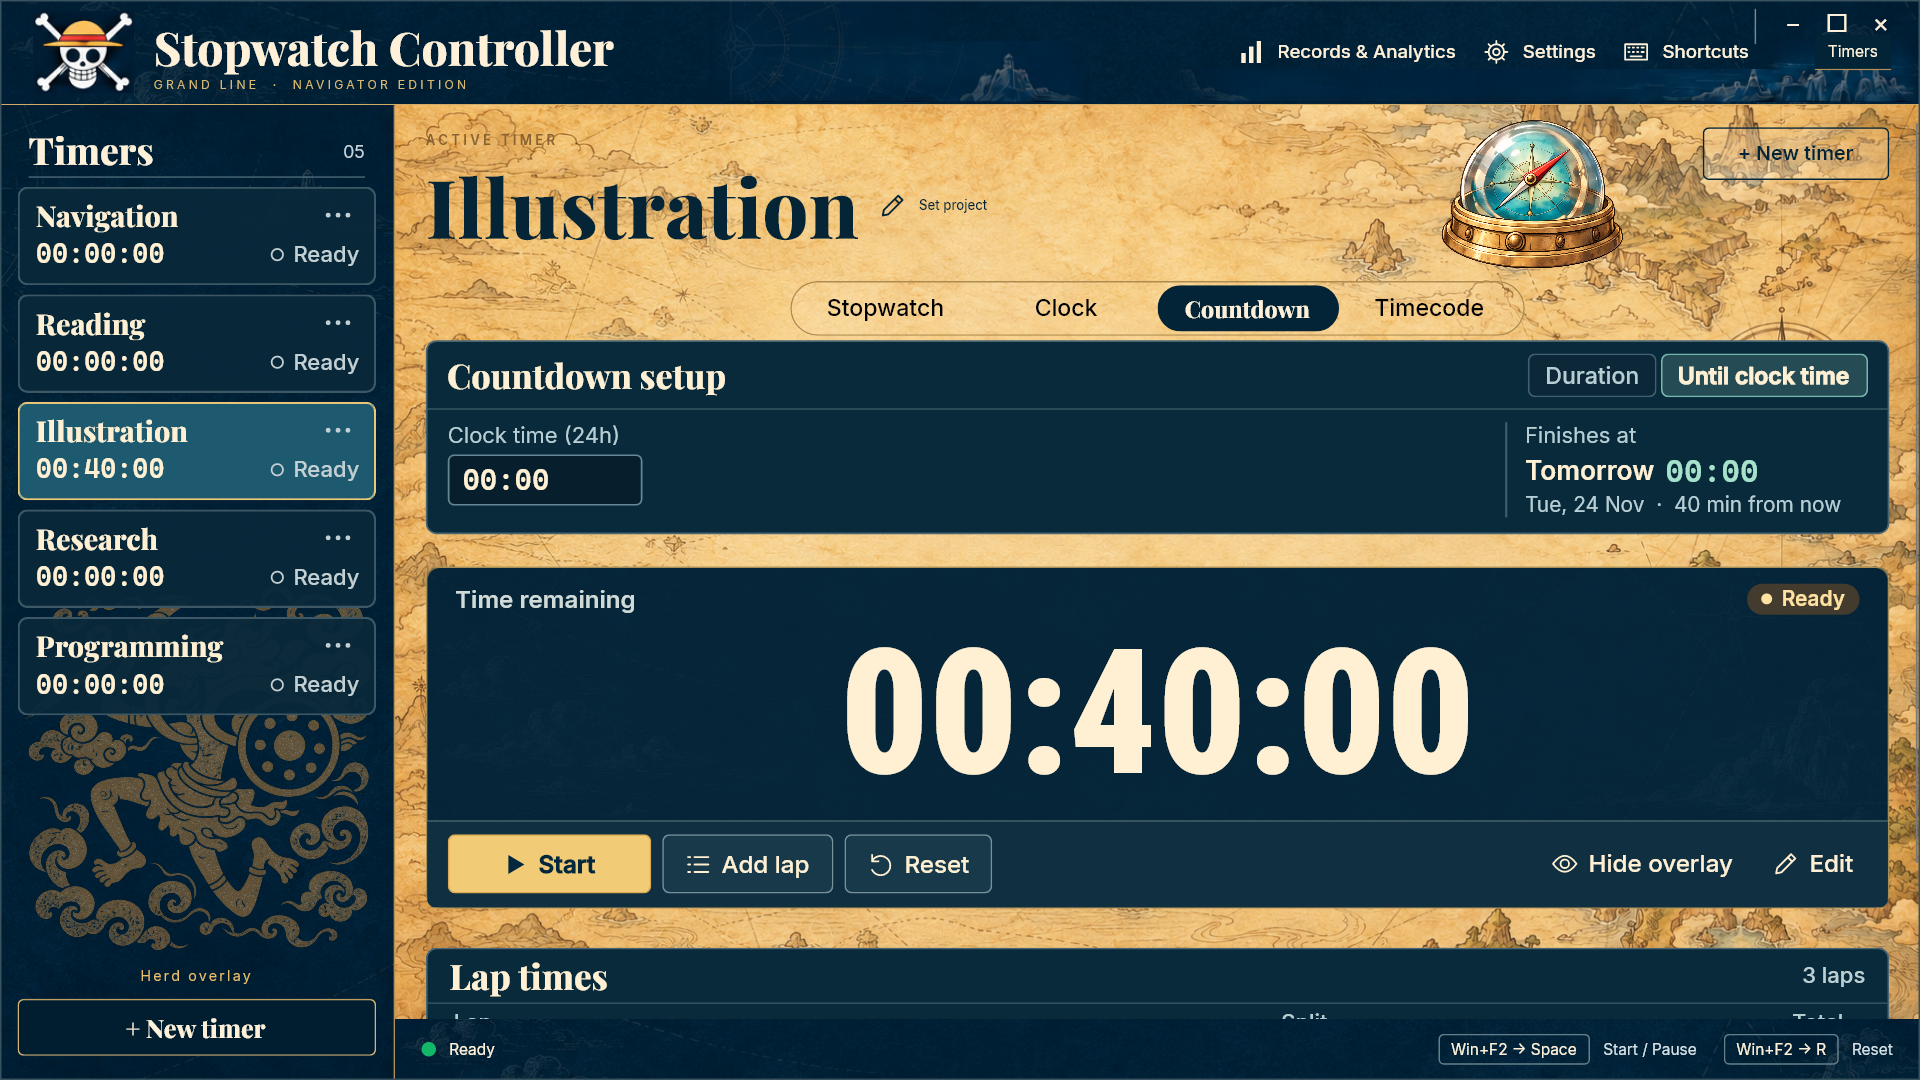 Stopwatch Controller
GRAND LINE · NAVIGATOR EDITION
Records & Analytics
Settings
Shortcuts
Timers
Timers
05
Navigation
00:00:00
Ready
Reading
00:00:00
Ready
Illustration
00:40:00
Ready
Research
00:00:00
Ready
Programming
00:00:00
Ready
Herd overlay
+ New timer
ACTIVE TIMER
Illustration
Set project
+ New timer
Stopwatch
Clock
Countdown
Timecode
Countdown setup
Duration
Until clock time
Clock time (24h)
00:00
Finishes at
Tomorrow 00:00
Tue, 24 Nov · 40 min from now
Time remaining
Ready
00:40:00
Start
Add lap
Reset
Hide overlay
Edit
Lap times
3 laps
Lap
Split
Total
Ready
Win+F2 → Space
Start / Pause
Win+F2 → R
Reset